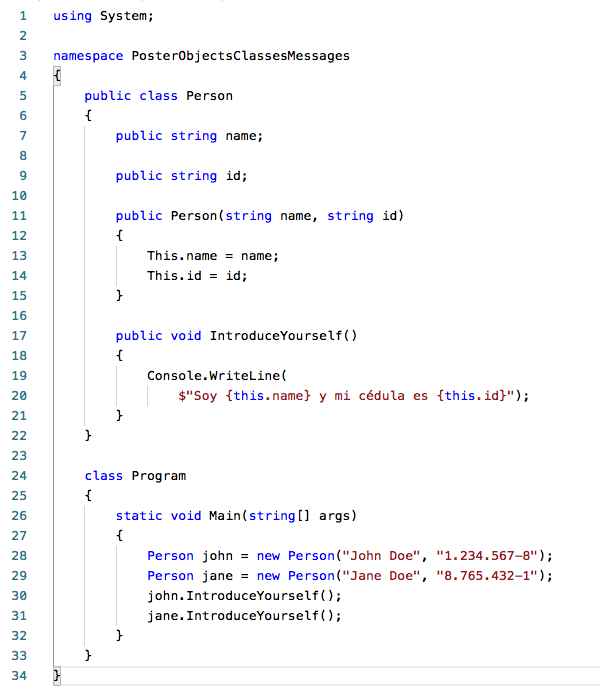 1 using System;
2
3 namespace PosterObjectsClassesMessages
4 {
5     public class Person
6     {
7         public string name;
8
9         public string id;
10
11         public Person(string name, string id)
12         {
13             This.name = name;
14             This.id = id;
15         }
16
17         public void IntroduceYourself()
18         {
19             Console.WriteLine(
20                 $"Soy {this.name} y mi cédula es {this.id}");
21         }
22     }
23
24     class Program
25     {
26         static void Main(string[] args)
27         {
28             Person john = new Person("John Doe", "1.234.567-8");
29             Person jane = new Person("Jane Doe", "8.765.432-1");
30             john.IntroduceYourself();
31             jane.IntroduceYourself();
32         }
33     }
34 }